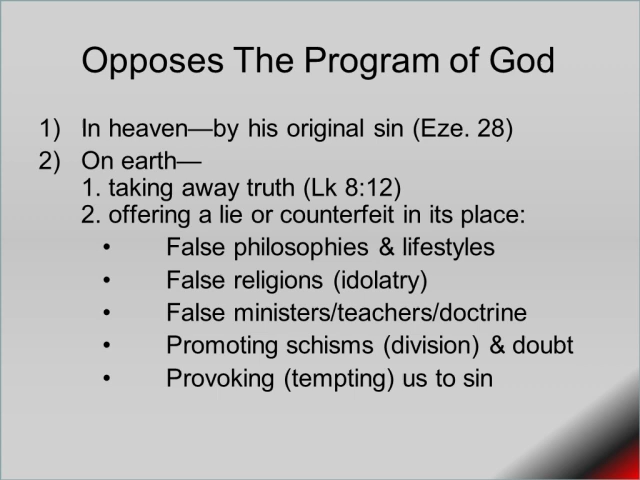 Opposes The Program of God
1) In heaven—by his original sin (Eze. 28)
2) On earth—
1. taking away truth (Lk 8:12)
2. offering a lie or counterfeit in its place:
• False philosophies & lifestyles
• False religions (idolatry)
• False ministers/teachers/doctrine
• Promoting schisms (division) & doubt
• Provoking (tempting) us to sin